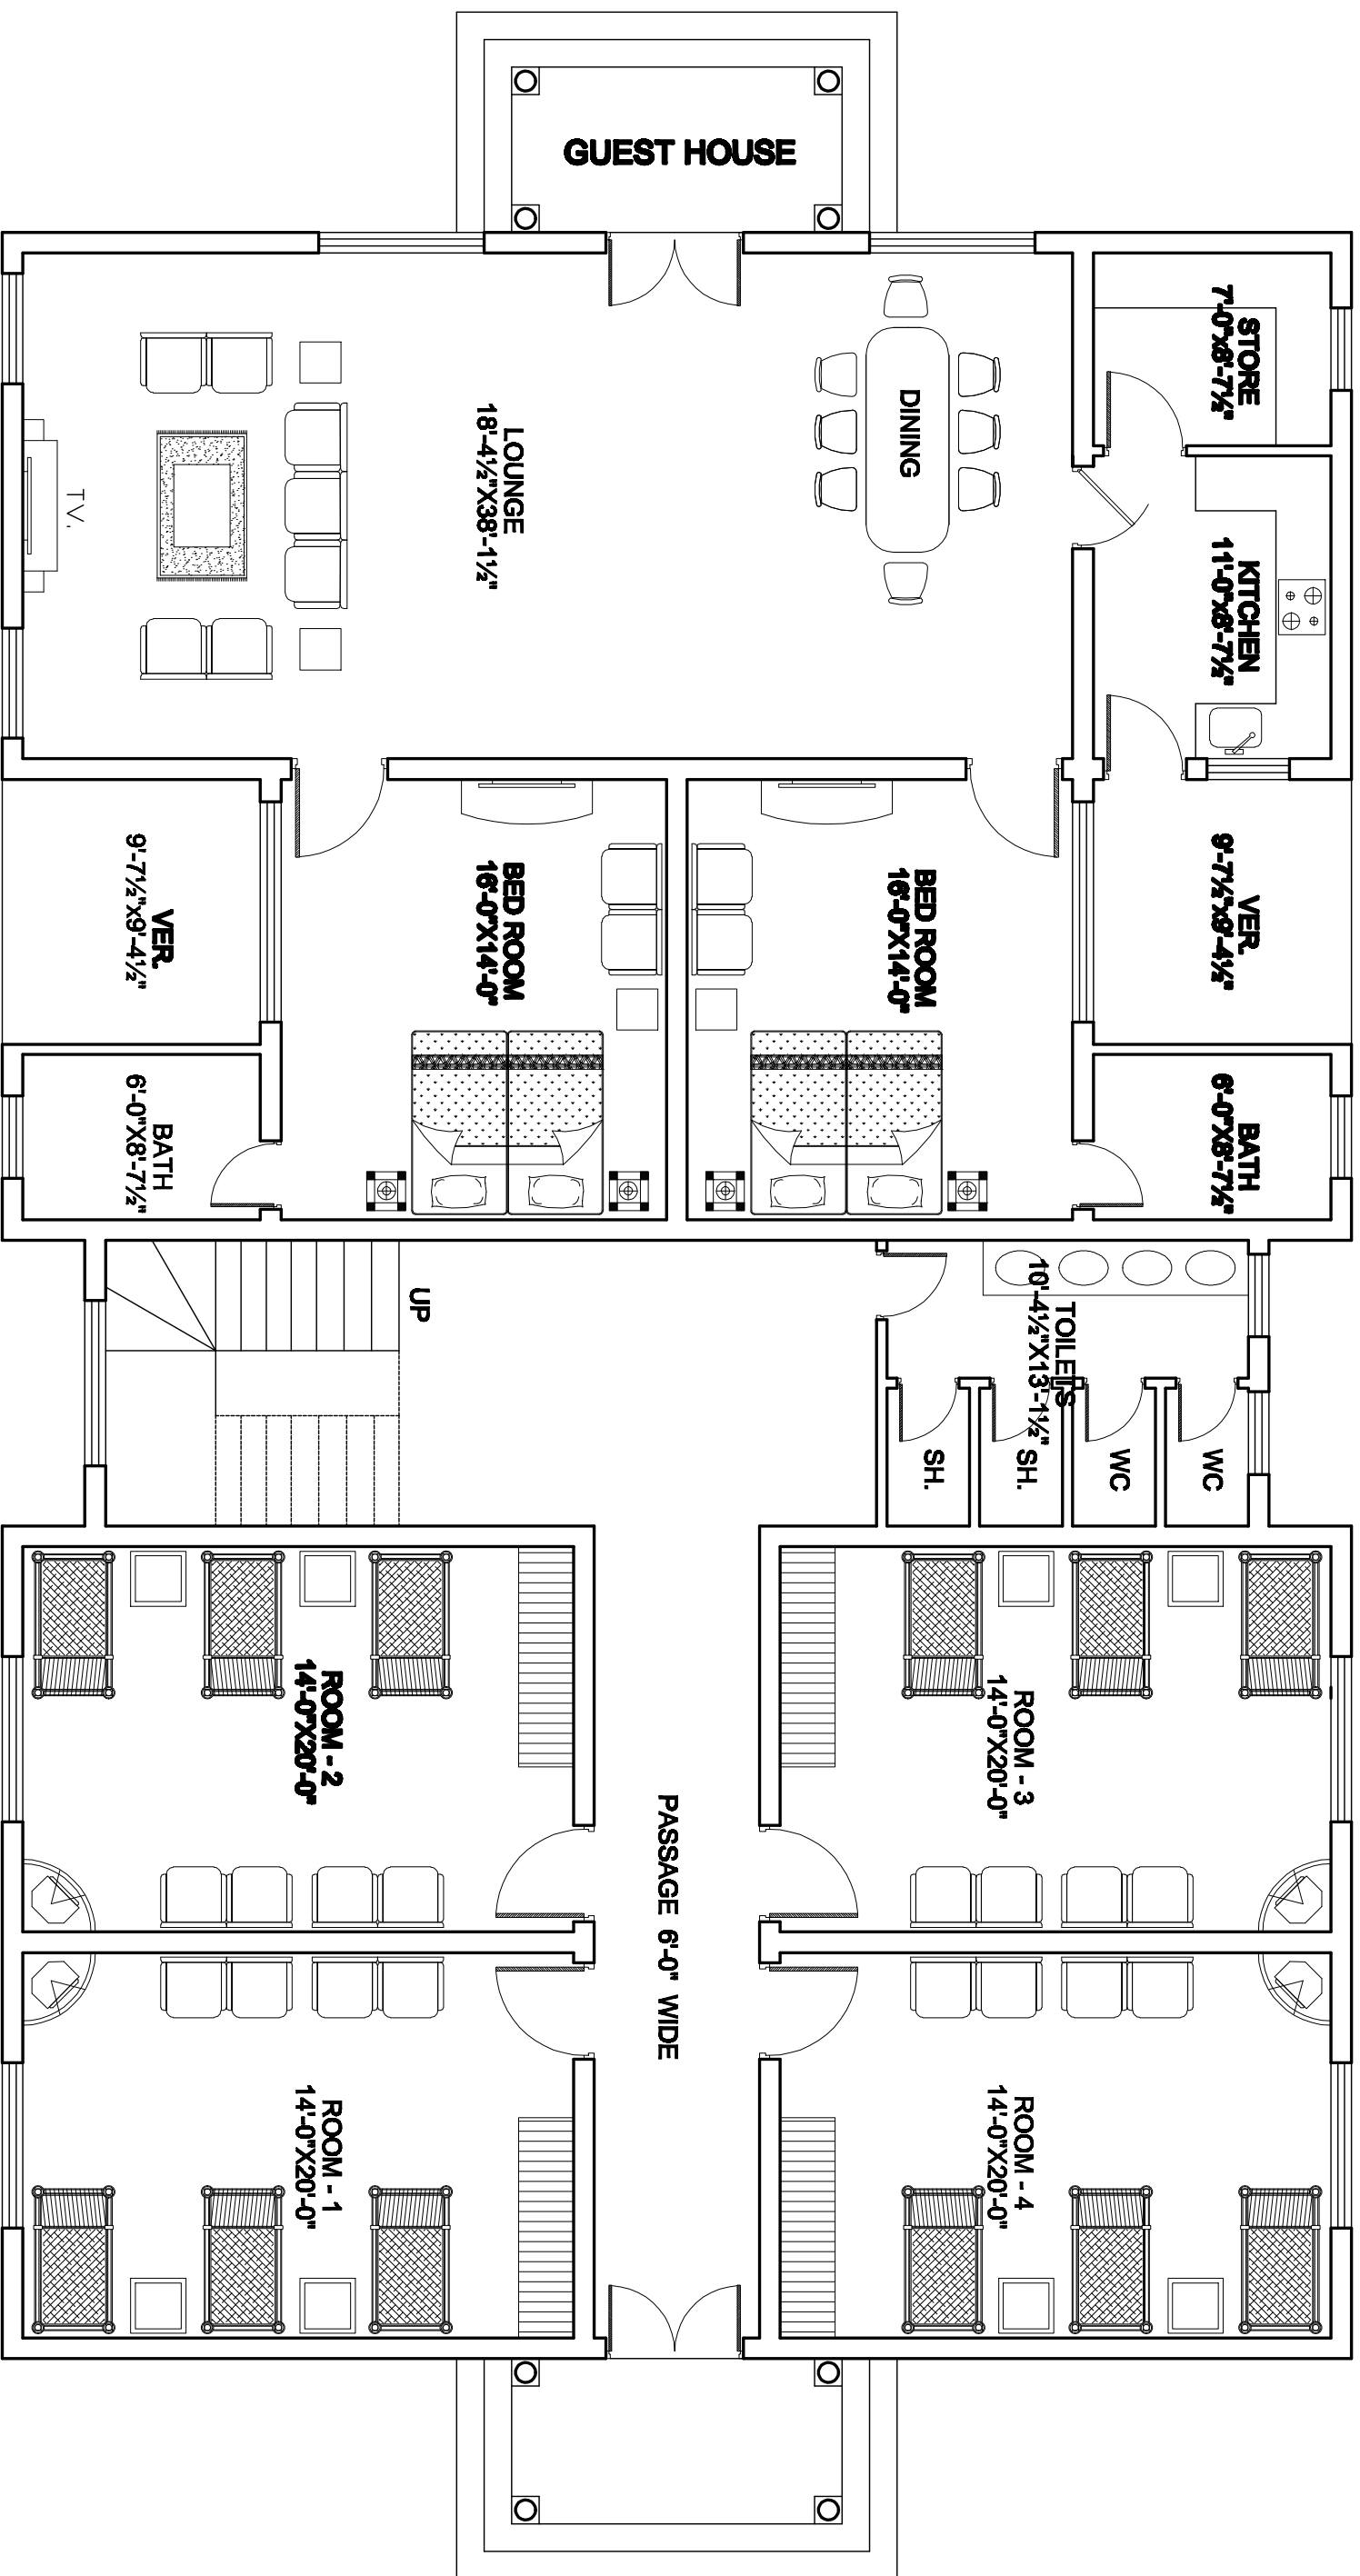 GUEST HOUSE
STORE
7'-0"x8'-7½"
DINING
LOUNGE
18'-4½"X38'-1½"
T.V.
KITCHEN
11'-0"x8'-7½"
VER.
9'-7½"x9'-4½"
BED ROOM
16'-0"X14'-0"
BED ROOM
16'-0"X14'-0"
VER.
9'-7½"x9'-4½"
BATH
6'-0"X8'-7½"
BATH
6'-0"X8'-7½"
UP
TOILETS
10'-4½"X13'-1½"
SH.
SH.
WC
WC
ROOM - 2
14'-0"X20'-0"
ROOM - 3
14'-0"X20'-0"
PASSAGE 6'-0" WIDE
ROOM - 1
14'-0"X20'-0"
ROOM - 4
14'-0"X20'-0"